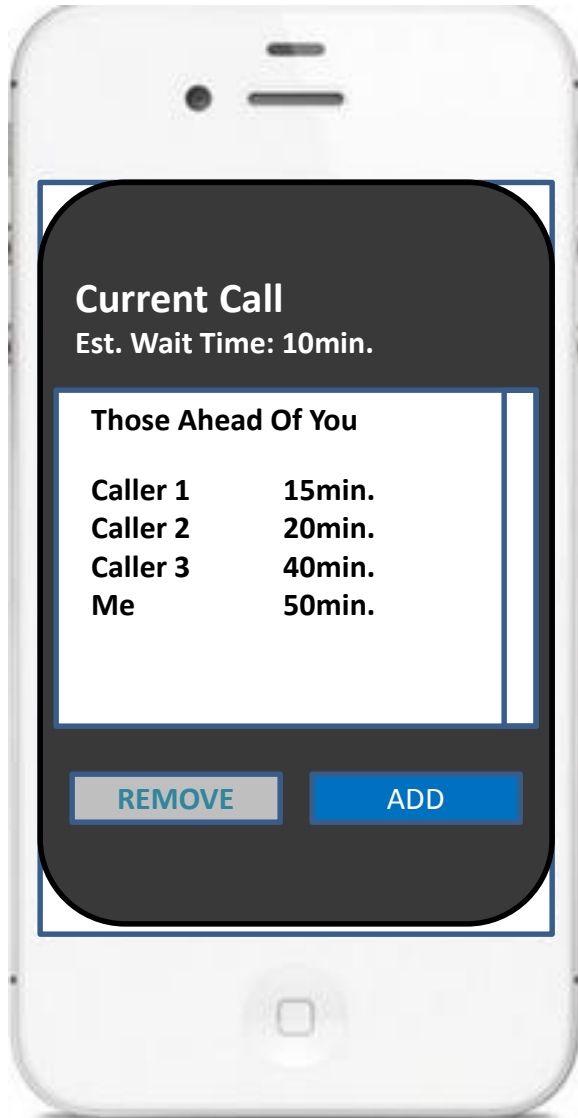 Current Call
Est. Wait Time: 10min.
Those Ahead Of You
Caller 1 15min.
Caller 2 20min.
Caller 3 40min.
Me 50min.
REMOVE ADD